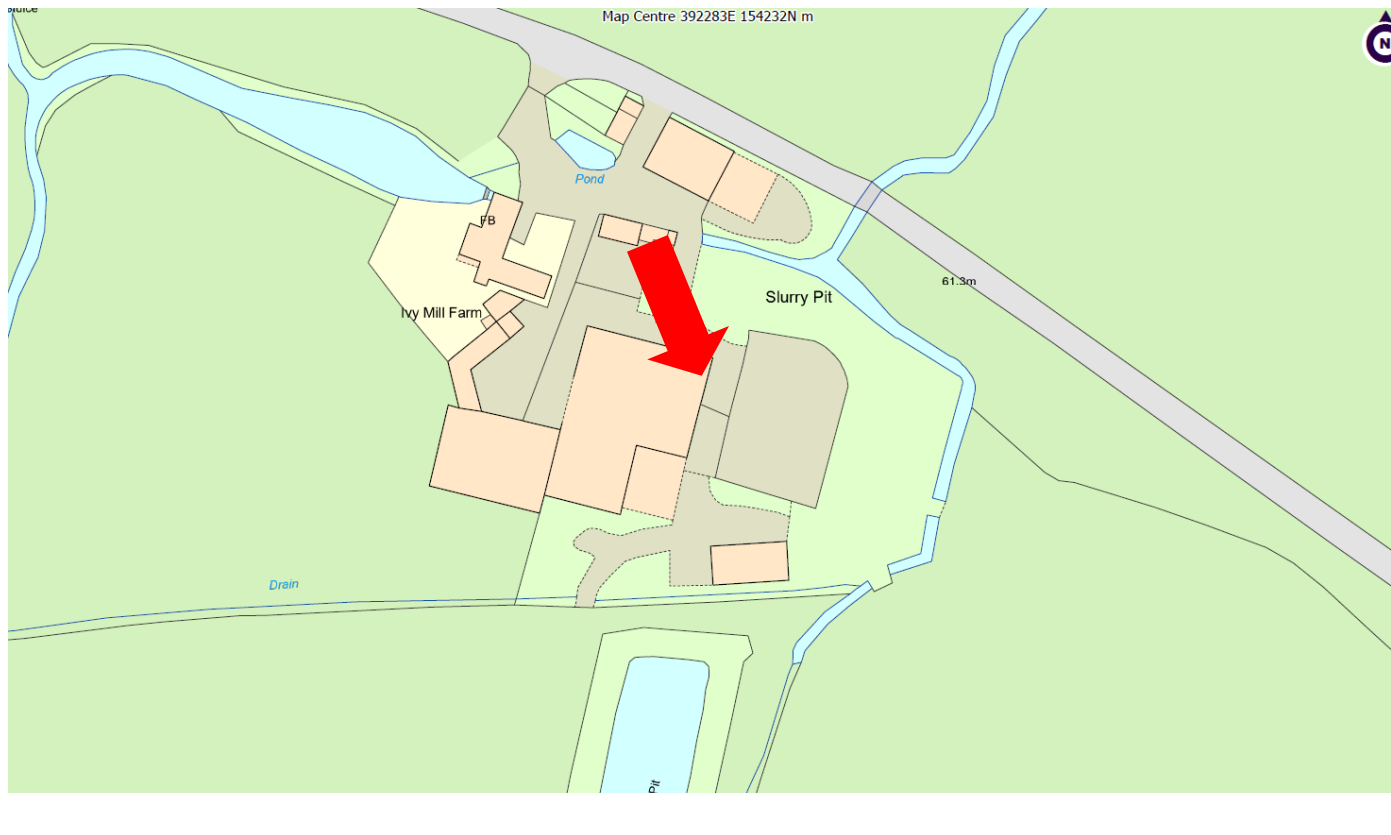 Map Centre 392283E 154232N m
N
Pond
FB
61.3m
Slurry Pit
Ivy Mill Farm
Drain
Pit